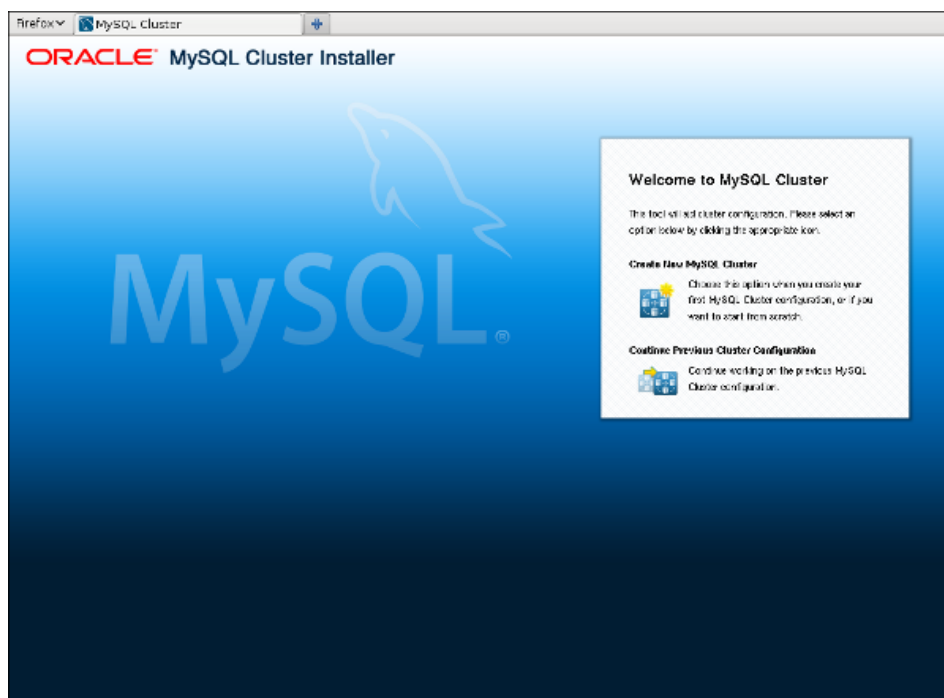 Firefox
MySQL Cluster
ORACLE® MySQL Cluster Installer
MySQL®
Welcome to MySQL Cluster
This tool will aid cluster configuration. Please select an
option below by clicking the appropriate icon.
Create New MySQL Cluster
Choose this option when you create your
first MySQL Cluster configuration, or if you
want to start from scratch.
Continue Previous Cluster Configuration
Continue working on the previous MySQL
Cluster configuration.